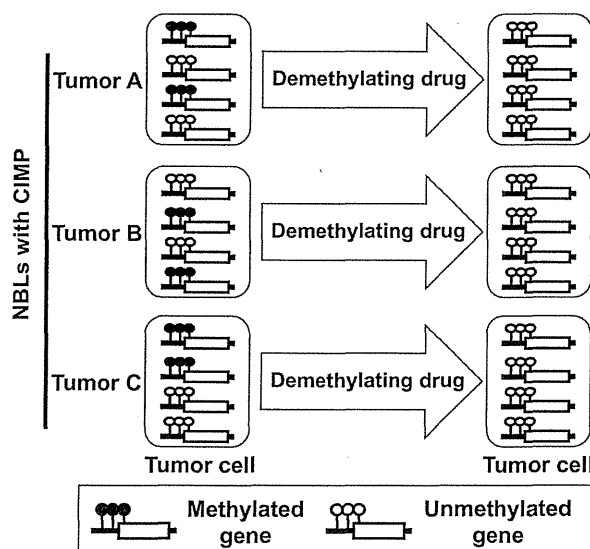 NBLs with CIMP
Tumor A
Demethylating drug
Tumor B
Demethylating drug
Tumor C
Demethylating drug
Tumor cell
Tumor cell
Methylated gene
Unmethylated gene